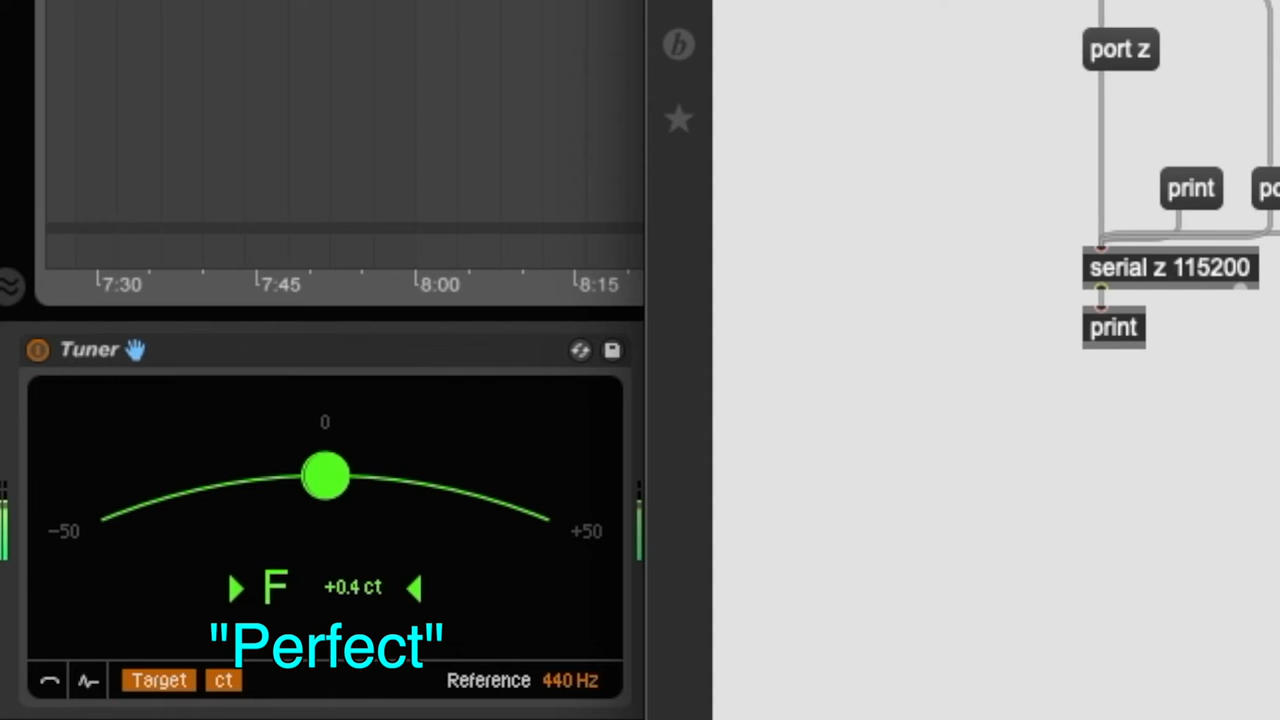 b
port z
print
po
serial z 115200
print
7:30 7:45 8:00 8:15
Tuner
0
-50
+50
F +0.4 ct
"Perfect"
Target ct Reference 440 Hz